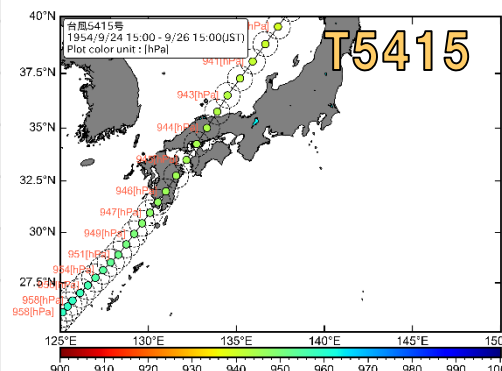 台風5415号
1954/9/24 15:00 - 9/26 15:00(JST)
Plot color unit : [hPa]
T5415
40°N
37.5°N
35°N
32.5°N
30°N
27.5°N
941[hPa]
943[hPa]
944[hPa]
946[hPa]
947[hPa]
949[hPa]
951[hPa]
954[hPa]
958[hPa]
958[hPa]
125°E
130°E
135°E
140°E
145°E
900 910 920 930 940 950 960 970 980 990